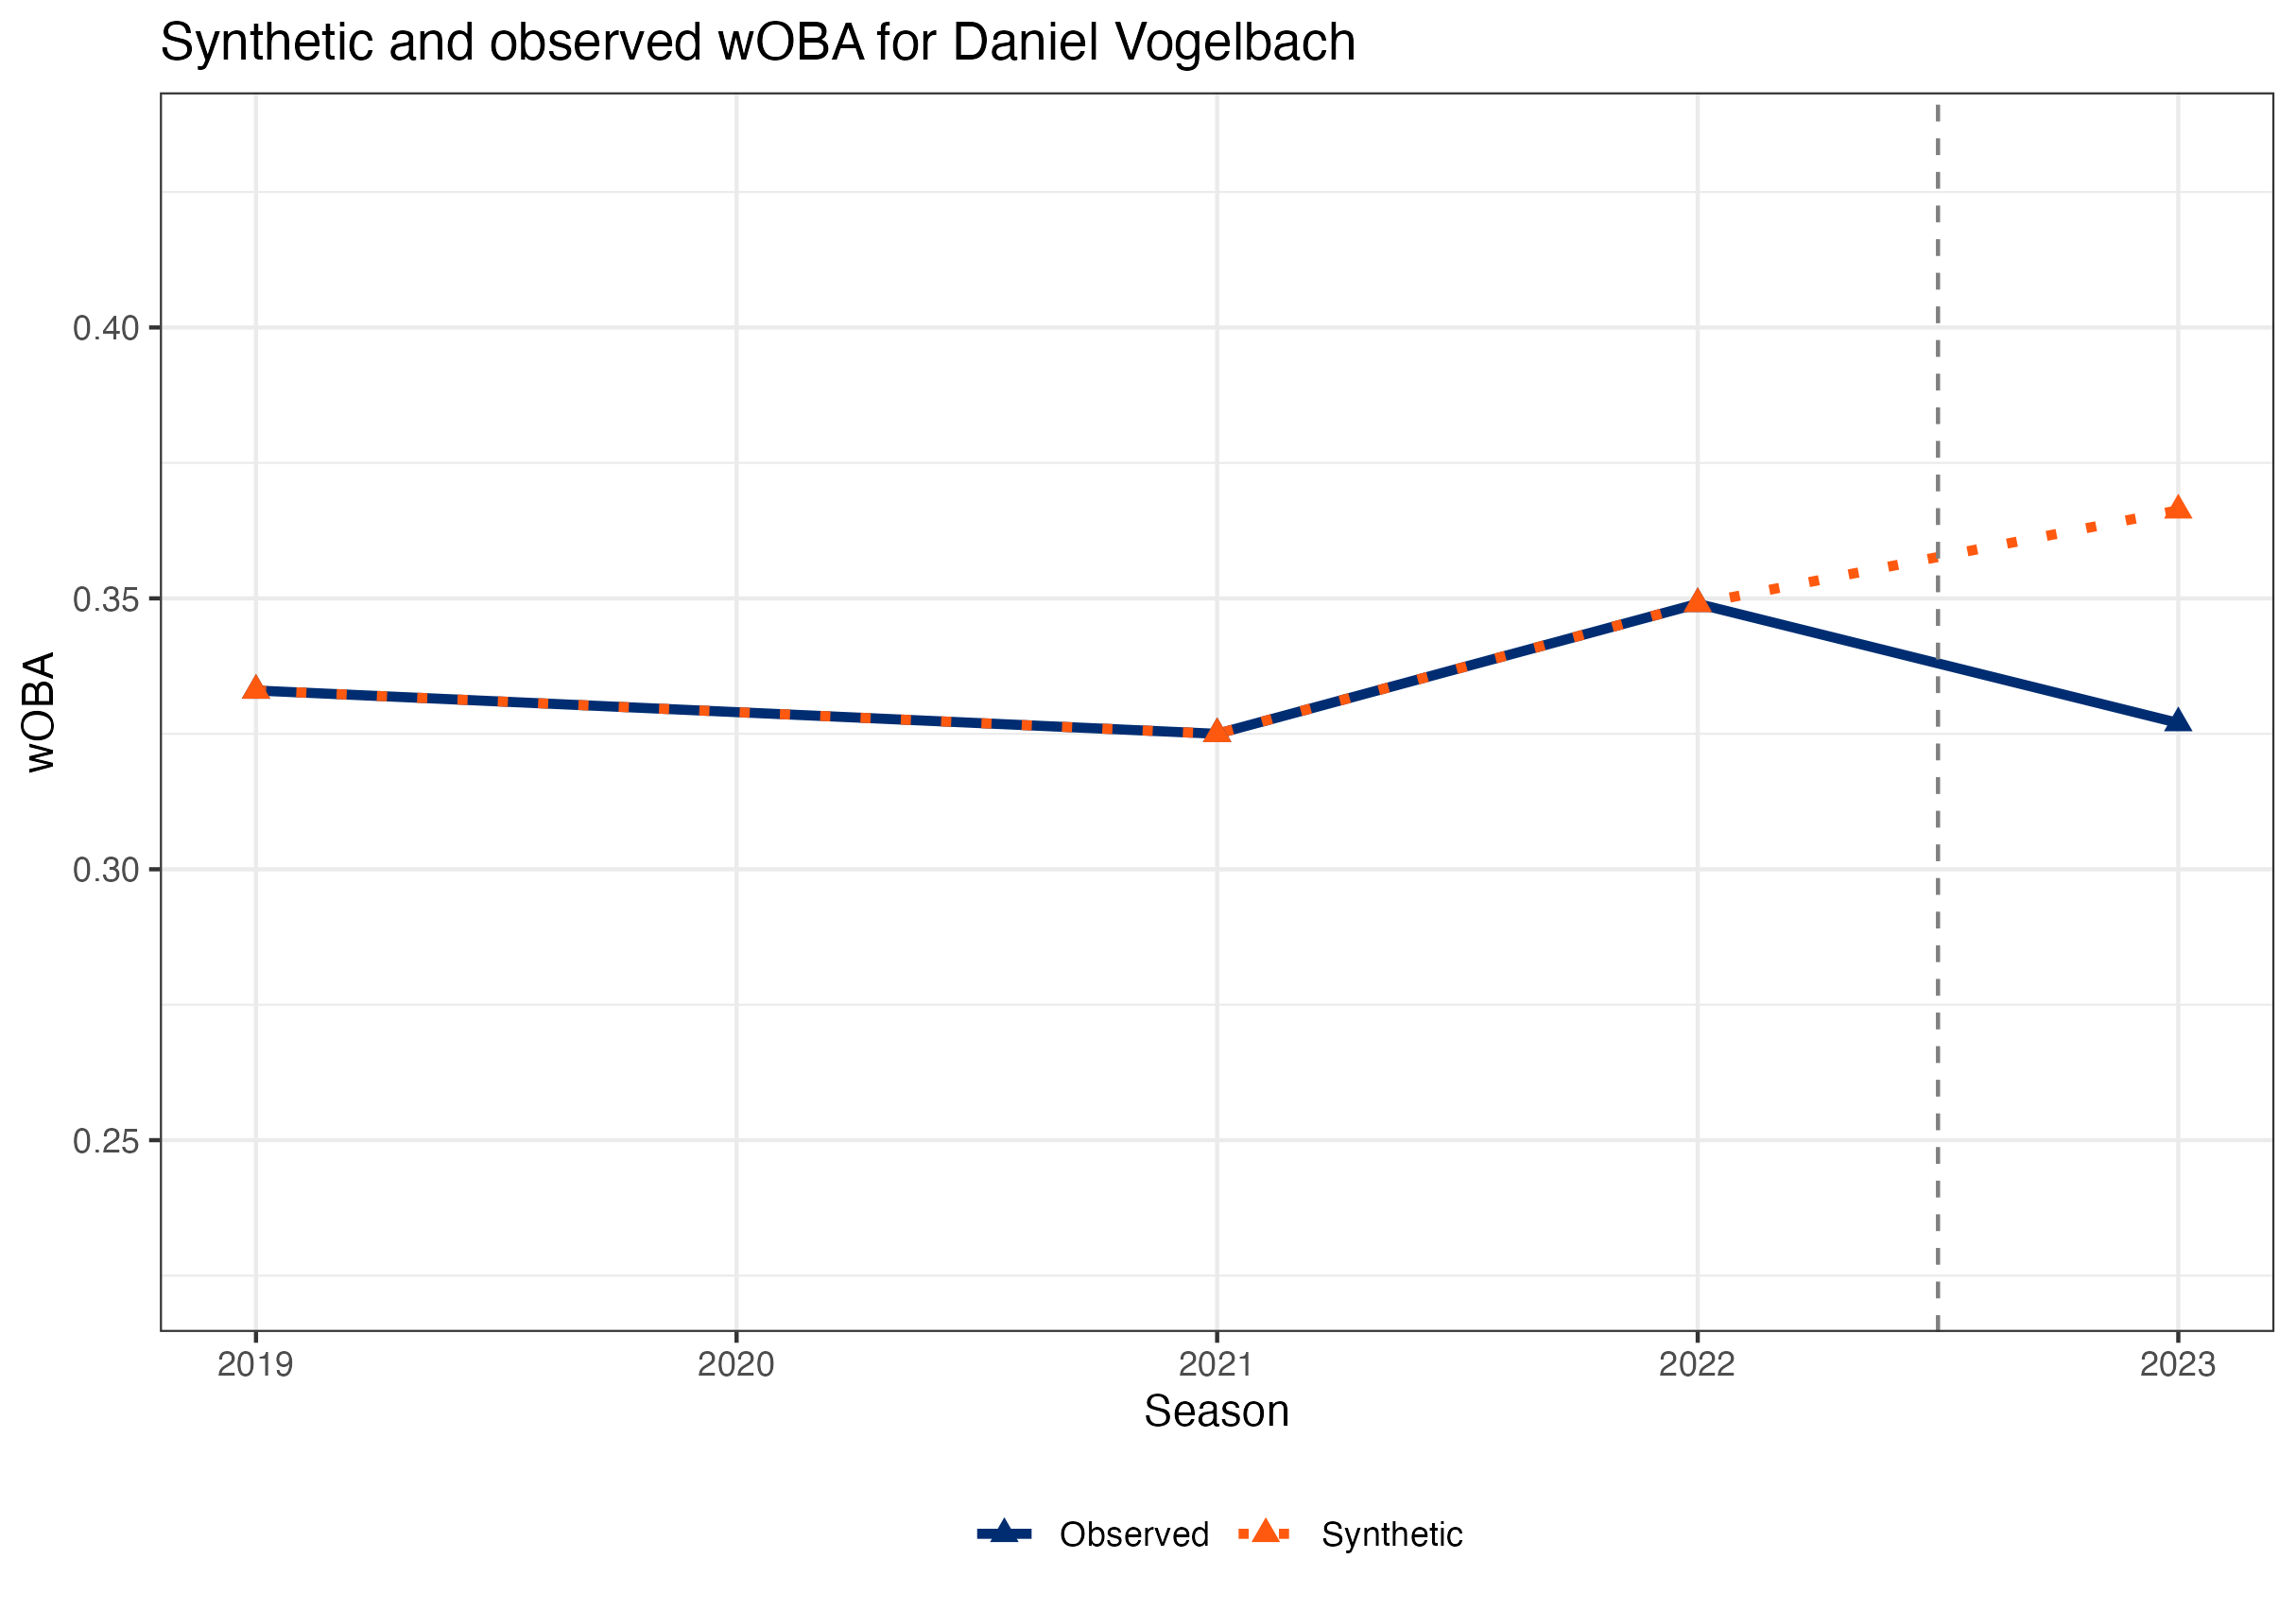 Synthetic and observed wOBA for Daniel Vogelbach
wOBA
0.40
0.35
0.30
0.25
2019 2020 2021 2022 2023
Season
Observed Synthetic